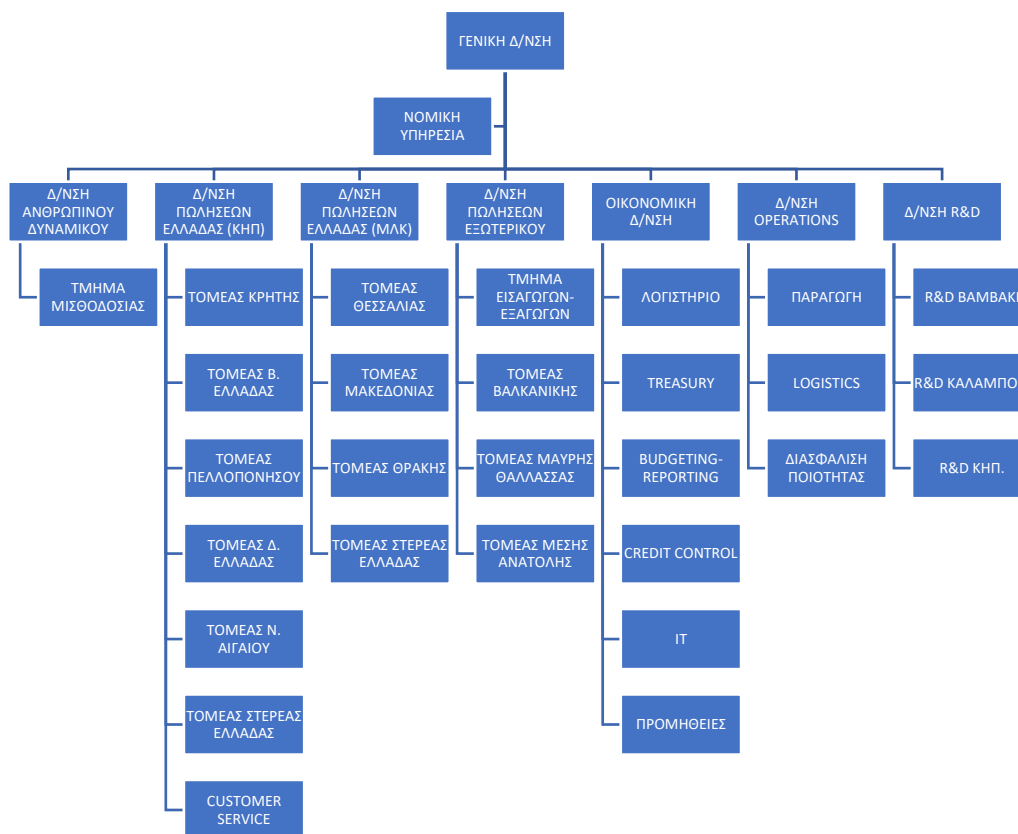 ΓΕΝΙΚΗ Δ/ΝΣΗ
ΝΟΜΙΚΗ
ΥΠΗΡΕΣΙΑ
Δ/ΝΣΗ
ΑΝΘΡΩΠΙΝΟΥ
ΔΥΝΑΜΙΚΟΥ
ΤΜΗΜΑ
ΜΙΣΘΟΔΟΣΙΑΣ
Δ/ΝΣΗ
ΠΩΛΗΣΕΩΝ
ΕΛΛΑΔΑΣ (ΚΗΠ)
ΤΟΜΕΑΣ ΚΡΗΤΗΣ
ΤΟΜΕΑΣ Β.
ΕΛΛΑΔΑΣ
ΤΟΜΕΑΣ
ΠΕΛΛΟΠΟΝΗΣΟΥ
ΤΟΜΕΑΣ Δ.
ΕΛΛΑΔΑΣ
ΤΟΜΕΑΣ Ν.
ΑΙΓΑΙΟΥ
ΤΟΜΕΑΣ ΣΤΕΡΕΑΣ
ΕΛΛΑΔΑΣ
CUSTOMER
SERVICE
Δ/ΝΣΗ
ΠΩΛΗΣΕΩΝ
ΕΛΛΑΔΑΣ (ΜΛΚ)
ΤΟΜΕΑΣ
ΘΕΣΣΑΛΙΑΣ
ΤΟΜΕΑΣ
ΜΑΚΕΔΟΝΙΑΣ
ΤΟΜΕΑΣ ΘΡΑΚΗΣ
ΤΟΜΕΑΣ ΣΤΕΡΕΑΣ
ΕΛΛΑΔΑΣ
Δ/ΝΣΗ
ΠΩΛΗΣΕΩΝ
ΕΞΩΤΕΡΙΚΟΥ
ΤΜΗΜΑ
ΕΙΣΑΓΩΓΩΝ-
ΕΞΑΓΩΓΩΝ
ΤΟΜΕΑΣ
ΒΑΛΚΑΝΙΚΗΣ
ΤΟΜΕΑΣ ΜΑΥΡΗΣ
ΘΑΛΛΑΣΣΑΣ
ΤΟΜΕΑΣ ΜΕΣΗΣ
ΑΝΑΤΟΛΗΣ
ΟΙΚΟΝΟΜΙΚΗ
Δ/ΝΣΗ
ΛΟΓΙΣΤΗΡΙΟ
TREASURY
BUDGETING-
REPORTING
CREDIT CONTROL
IT
ΠΡΟΜΗΘΕΙΕΣ
Δ/ΝΣΗ
OPERATIONS
ΠΑΡΑΓΩΓΗ
LOGISTICS
ΔΙΑΣΦΑΛΙΣΗ
ΠΟΙΟΤΗΤΑΣ
Δ/ΝΣΗ R&D
R&D ΒΑΜΒΑΚΙ
R&D ΚΑΛΑΜΠΟ
R&D ΚΗΠ.